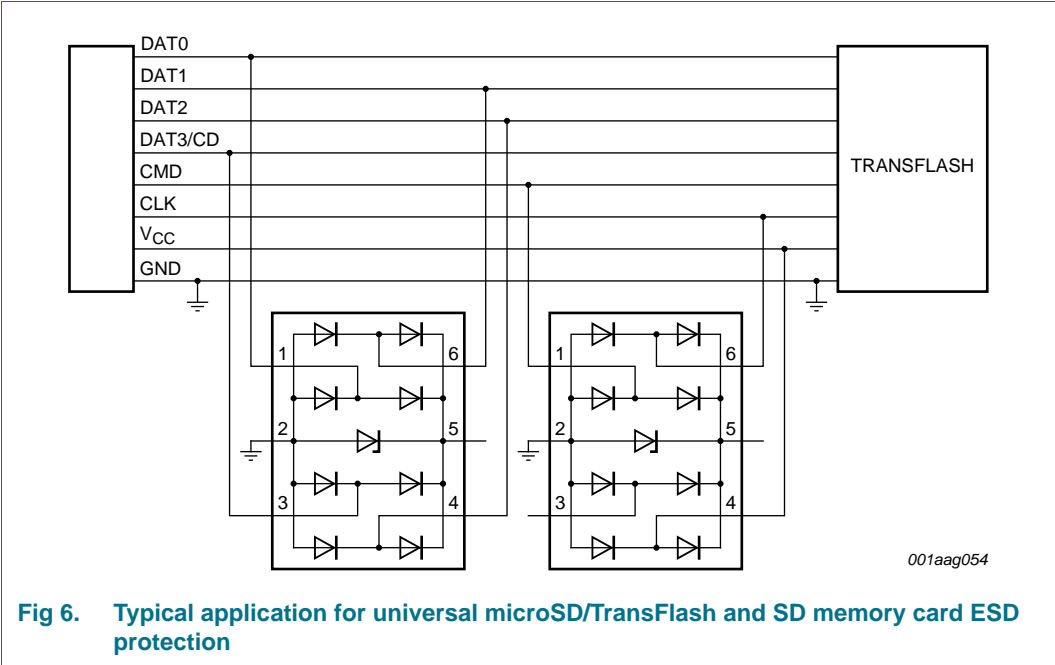 DAT0
DAT1
DAT2
DAT3/CD
CMD
CLK
VCC
GND
TRANSFLASH
1
6
2
5
3
4
1
6
2
5
3
4
001aag054
Fig 6. Typical application for universal microSD/TransFlash and SD memory card ESD
protection